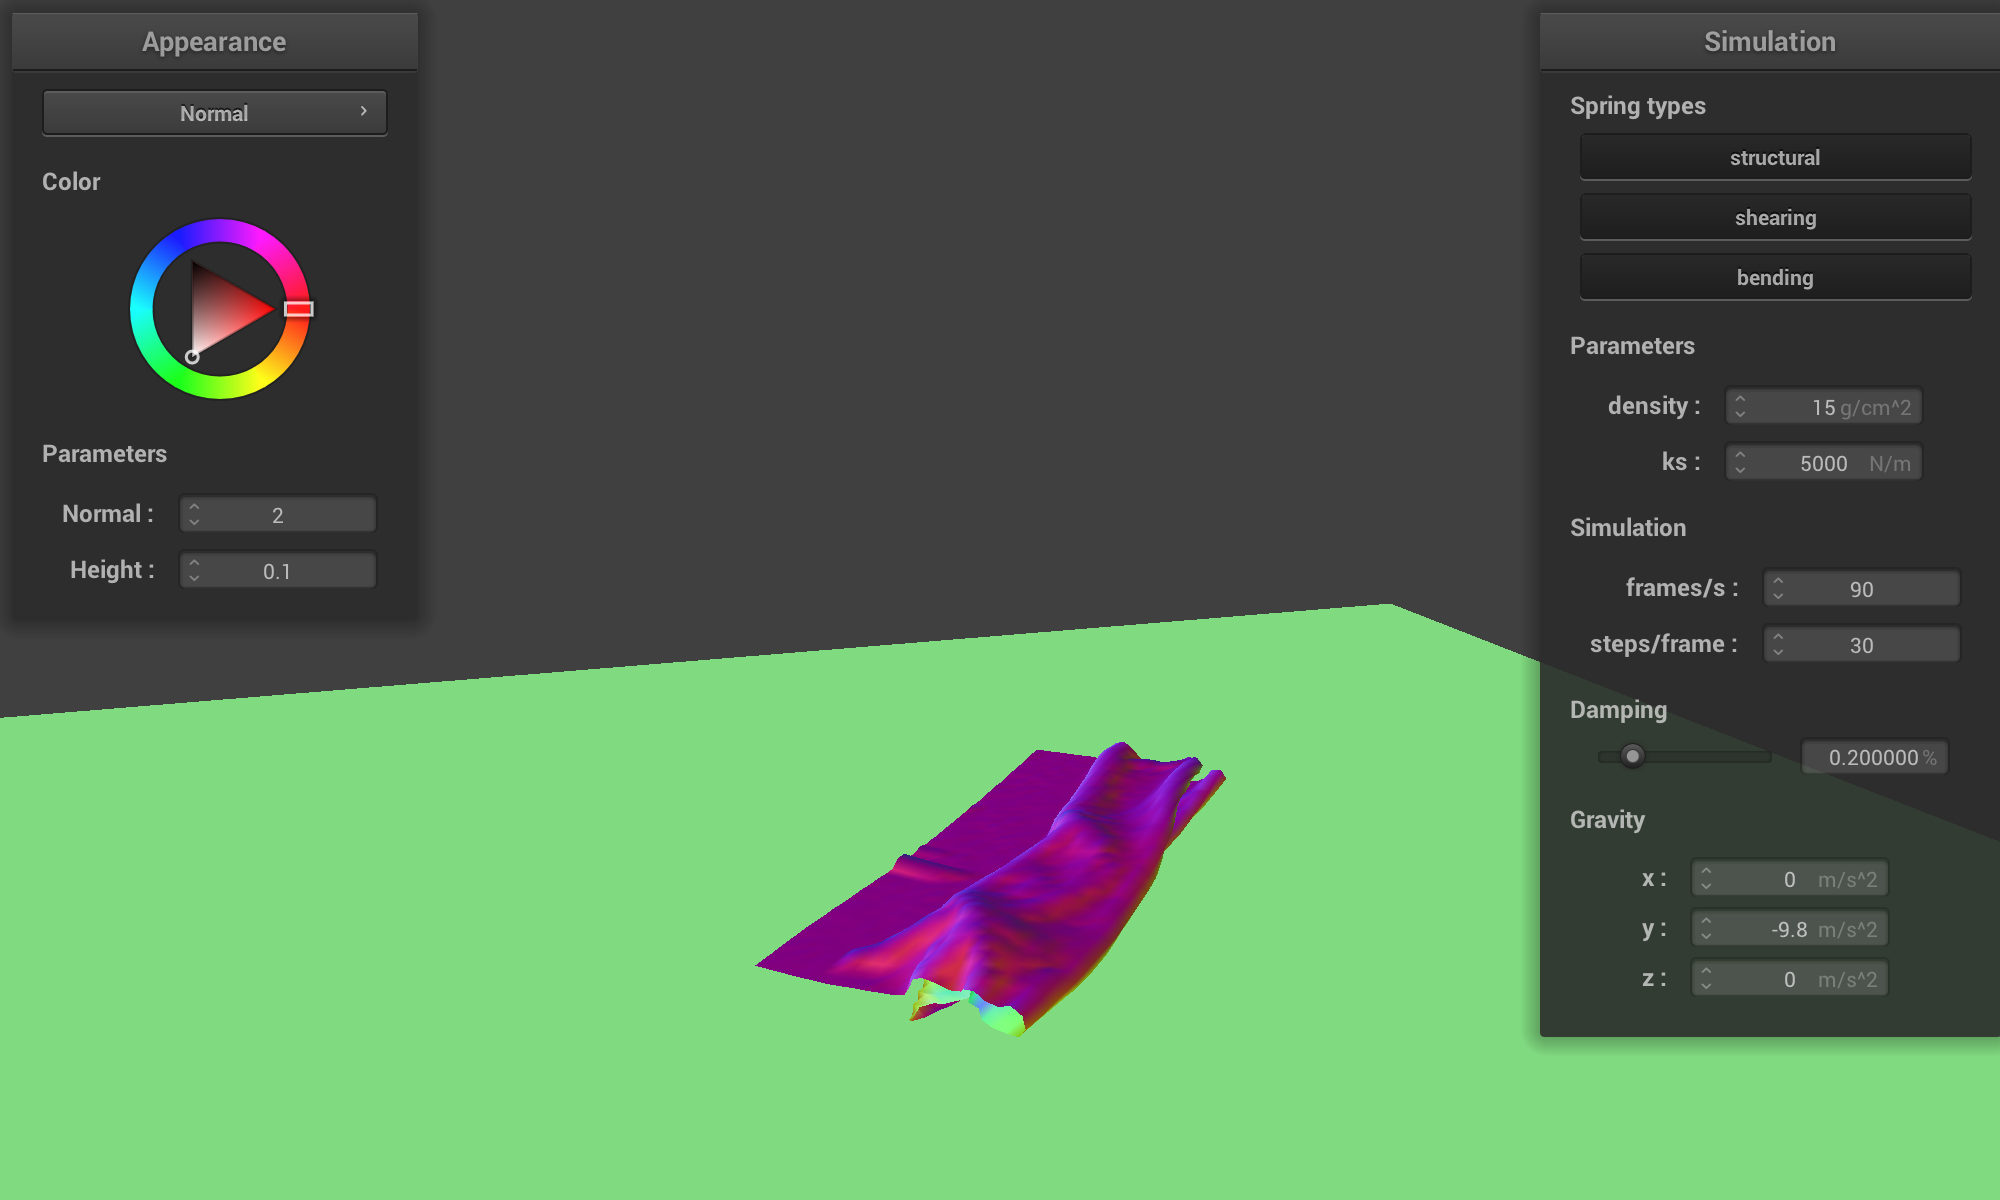 Appearance
Normal
Color
Parameters
Normal : 2
Height : 0.1
Simulation
Spring types
structural
shearing
bending
Parameters
density : 15 g/cm^2
ks : 5000 N/m
Simulation
frames/s : 90
steps/frame : 30
Damping
0.200000 %
Gravity
x : 0 m/s^2
y : -9.8 m/s^2
z : 0 m/s^2